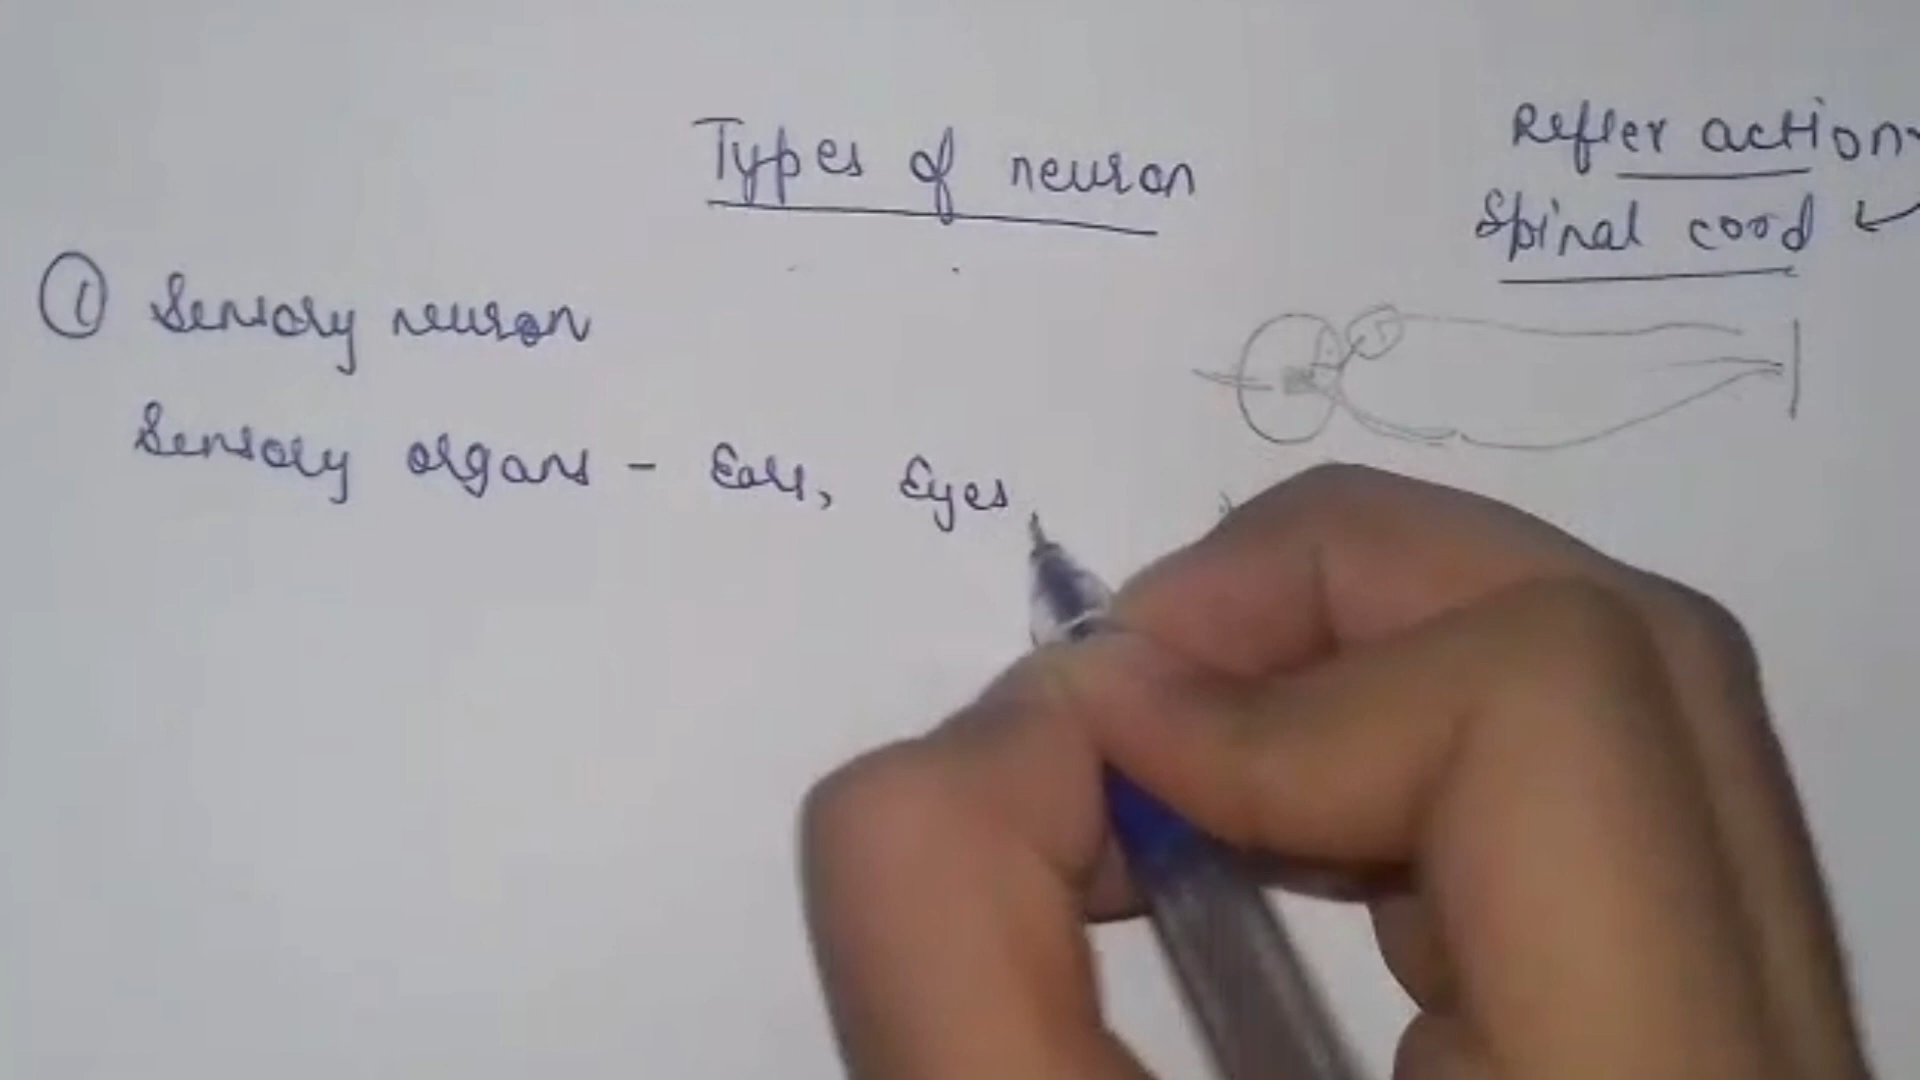 Types of neuron
Reflex action
Spinal cord
① Sensory neuron
Sensory organs - Ears, Eyes